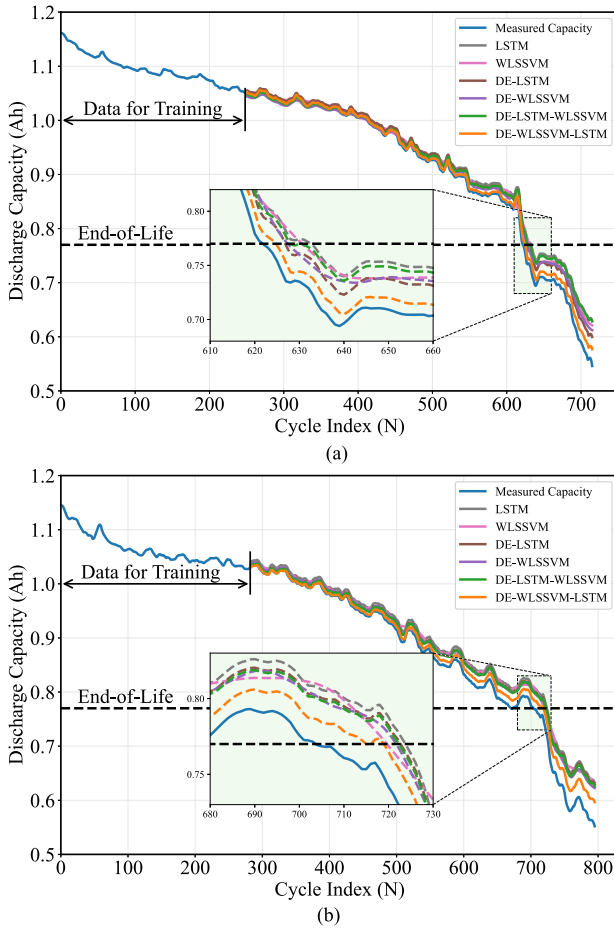 (a)
1.2
1.1
1.0
0.9
0.8
0.7
0.6
0.5
Discharge Capacity (Ah)
Measured Capacity
LSTM
WLSSVM
DE-LSTM
DE-WLSSVM
DE-LSTM-WLSSVM
DE-WLSSVM-LSTM
Data for Training
End-of-Life
0.80
0.75
0.70
610 620 630 640 650 660
0 100 200 300 400 500 600 700
Cycle Index (N)
1.2
1.1
1.0
0.9
0.8
0.7
0.6
0.5
Discharge Capacity (Ah)
Measured Capacity
LSTM
WLSSVM
DE-LSTM
DE-WLSSVM
DE-LSTM-WLSSVM
DE-WLSSVM-LSTM
Data for Training
End-of-Life
0.80
0.75
680 690 700 710 720 730
0 100 200 300 400 500 600 700 800
Cycle Index (N)
(b)